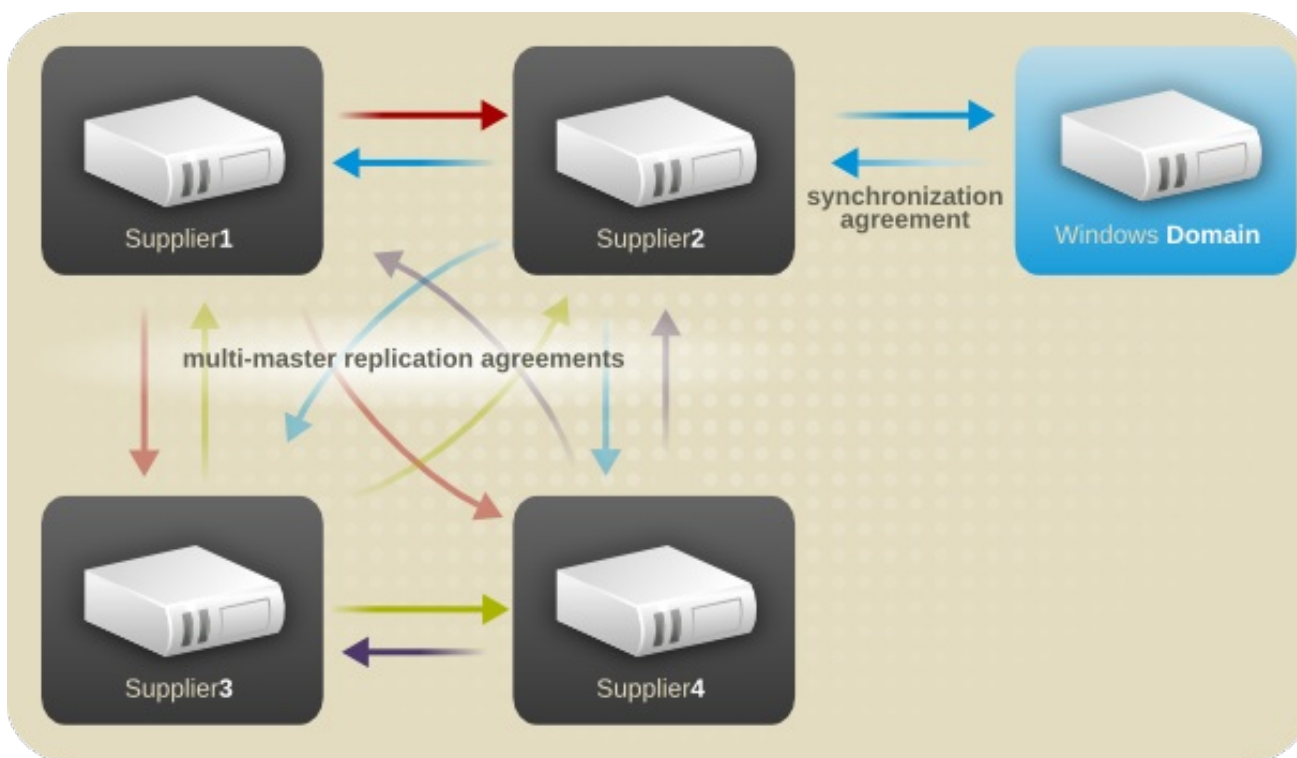 Supplier1
Supplier2
synchronization
agreement
Windows Domain
multi-master replication agreements
Supplier3
Supplier4